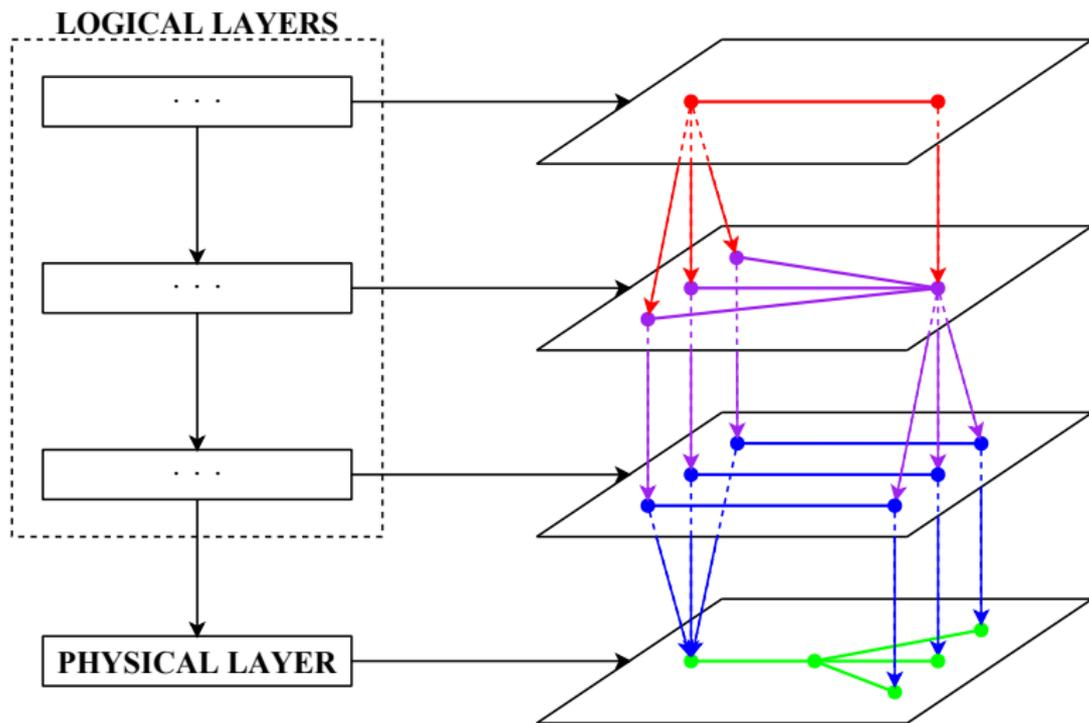 LOGICAL LAYERS
. . .
. . .
. . .
PHYSICAL LAYER